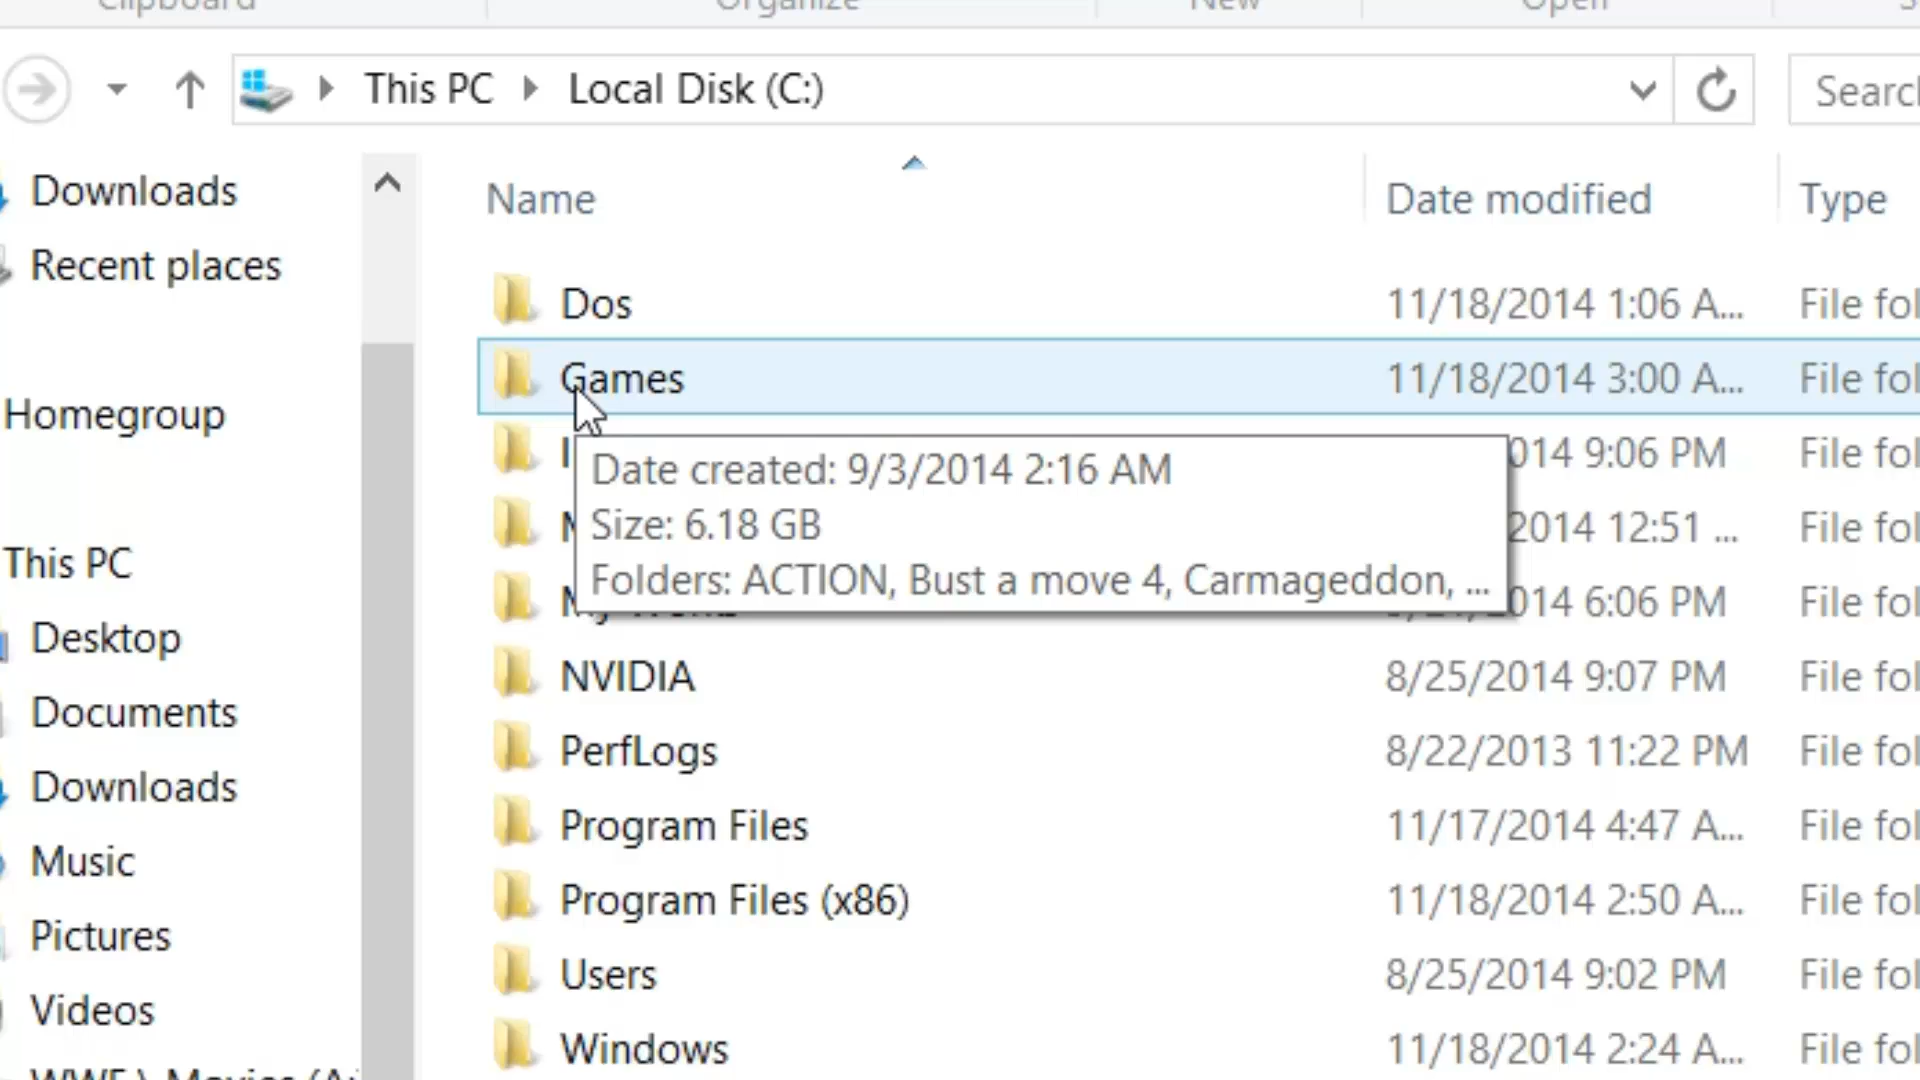 Clipboard Organize New Open
This PC Local Disk (C:) Search
Downloads
Recent places
Homegroup
This PC
Desktop
Documents
Downloads
Music
Pictures
Videos
Name Date modified Type
Dos 11/18/2014 1:06 A... File fol
Games 11/18/2014 3:00 A... File fol
Date created: 9/3/2014 2:16 AM
Size: 6.18 GB
Folders: ACTION, Bust a move 4, Carmageddon, ...
014 9:06 PM File fol
2014 12:51 ... File fol
014 6:06 PM File fol
NVIDIA 8/25/2014 9:07 PM File fol
PerfLogs 8/22/2013 11:22 PM File fol
Program Files 11/17/2014 4:47 A... File fol
Program Files (x86) 11/18/2014 2:50 A... File fol
Users 8/25/2014 9:02 PM File fol
Windows 11/18/2014 2:24 A... File fol